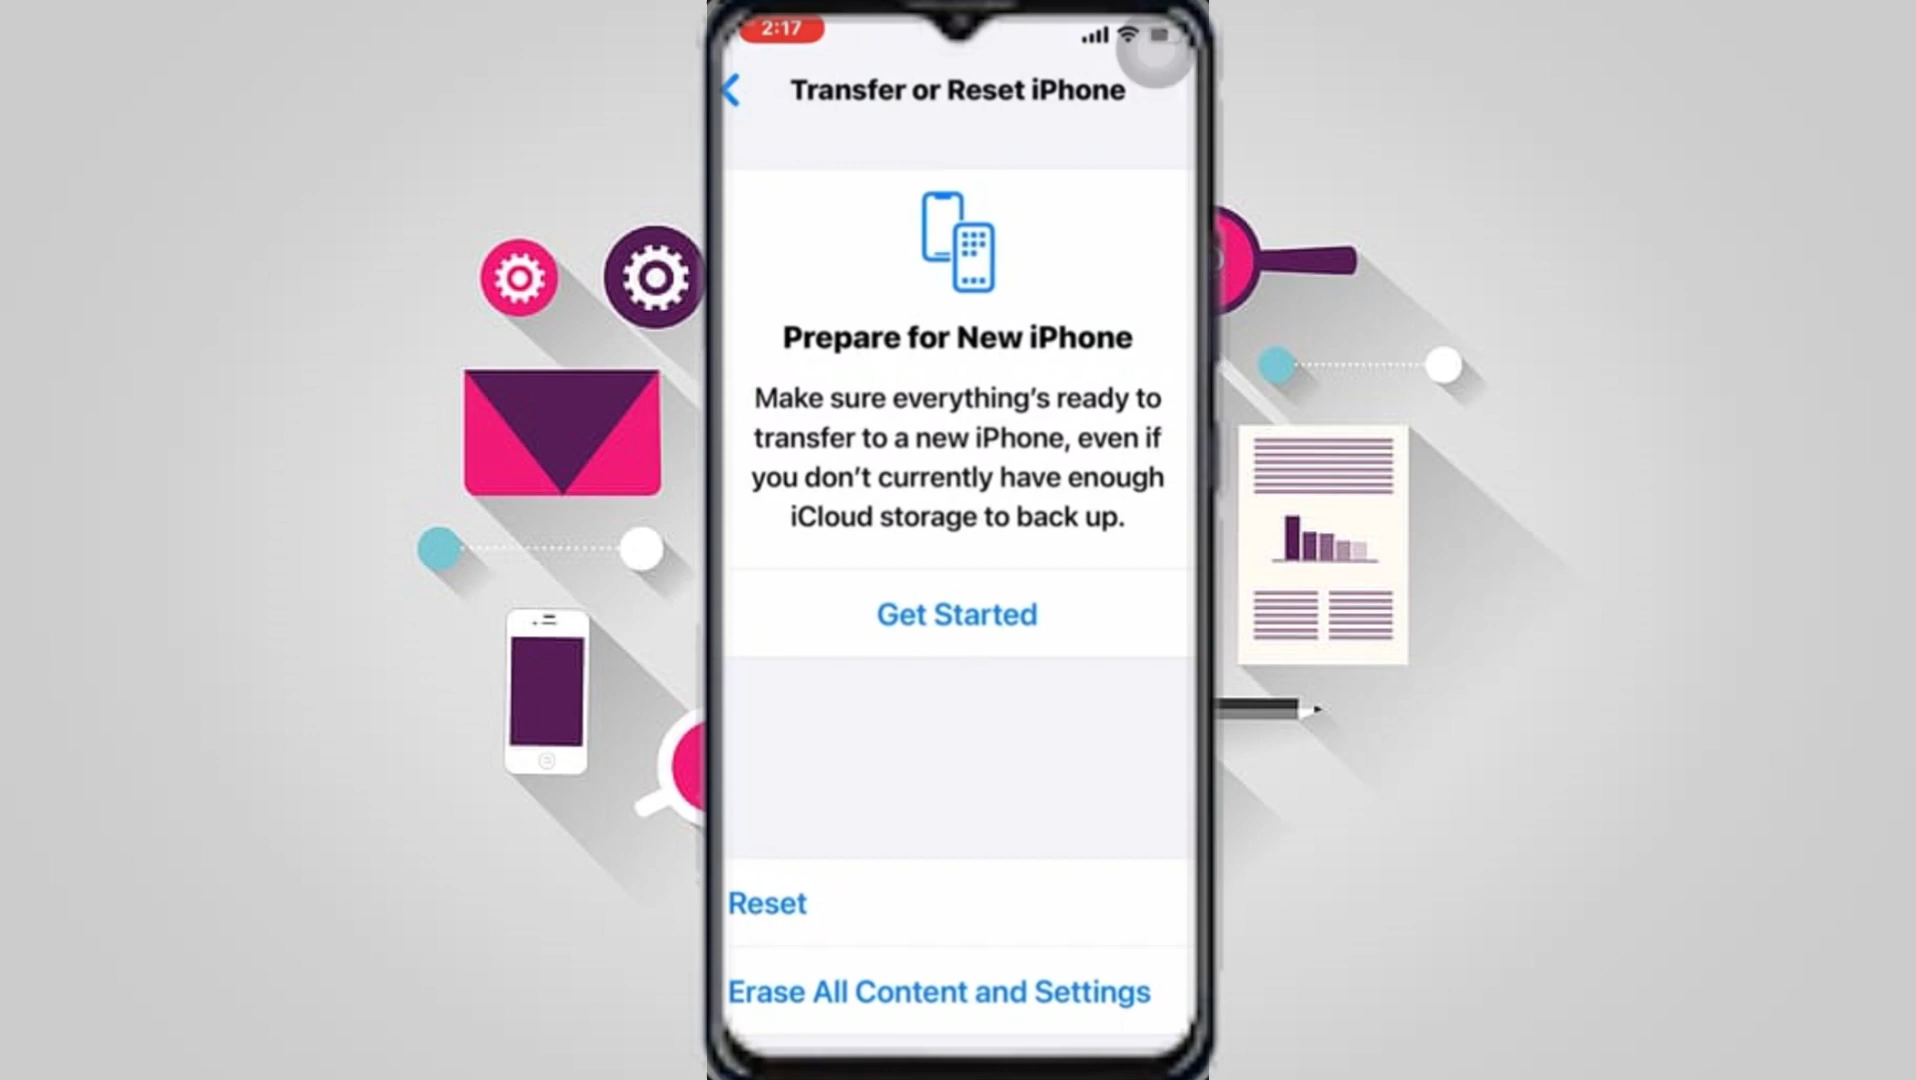 2:17
Transfer or Reset iPhone
Prepare for New iPhone
Make sure everything's ready to
transfer to a new iPhone, even if
you don't currently have enough
iCloud storage to back up.
Get Started
Reset
Erase All Content and Settings